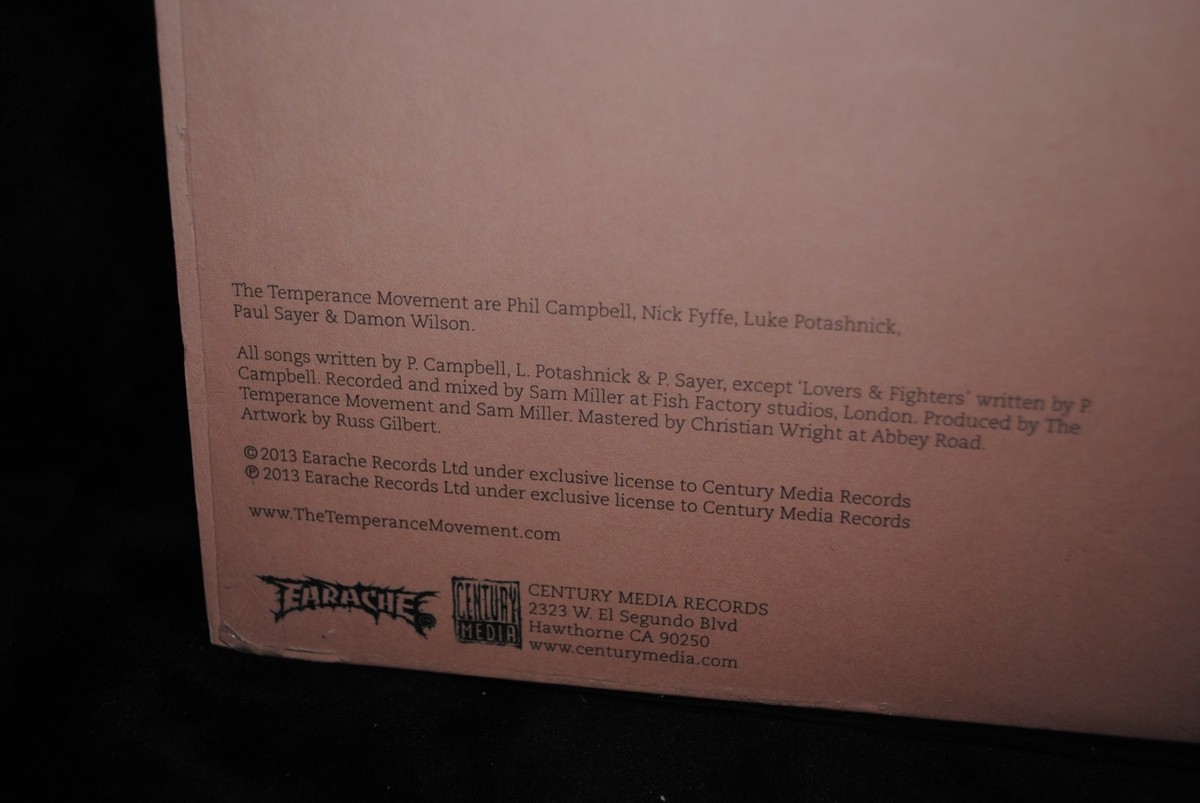 The Temperance Movement are Phil Campbell, Nick Fyffe, Luke Potashnick,
Paul Sayer & Damon Wilson.
All songs written by P. Campbell, L. Potashnick & P. Sayer, except 'Lovers & Fighters' written by P.
Campbell. Recorded and mixed by Sam Miller at Fish Factory studios, London. Produced by The
Temperance Movement and Sam Miller. Mastered by Christian Wright at Abbey Road.
Artwork by Russ Gilbert.
© 2013 Earache Records Ltd under exclusive license to Century Media Records
℗ 2013 Earache Records Ltd under exclusive license to Century Media Records
www.TheTemperanceMovement.com
EARACHE
CENTURY
MEDIA
CENTURY MEDIA RECORDS
2323 W. El Segundo Blvd
Hawthorne CA 90250
www.centurymedia.com